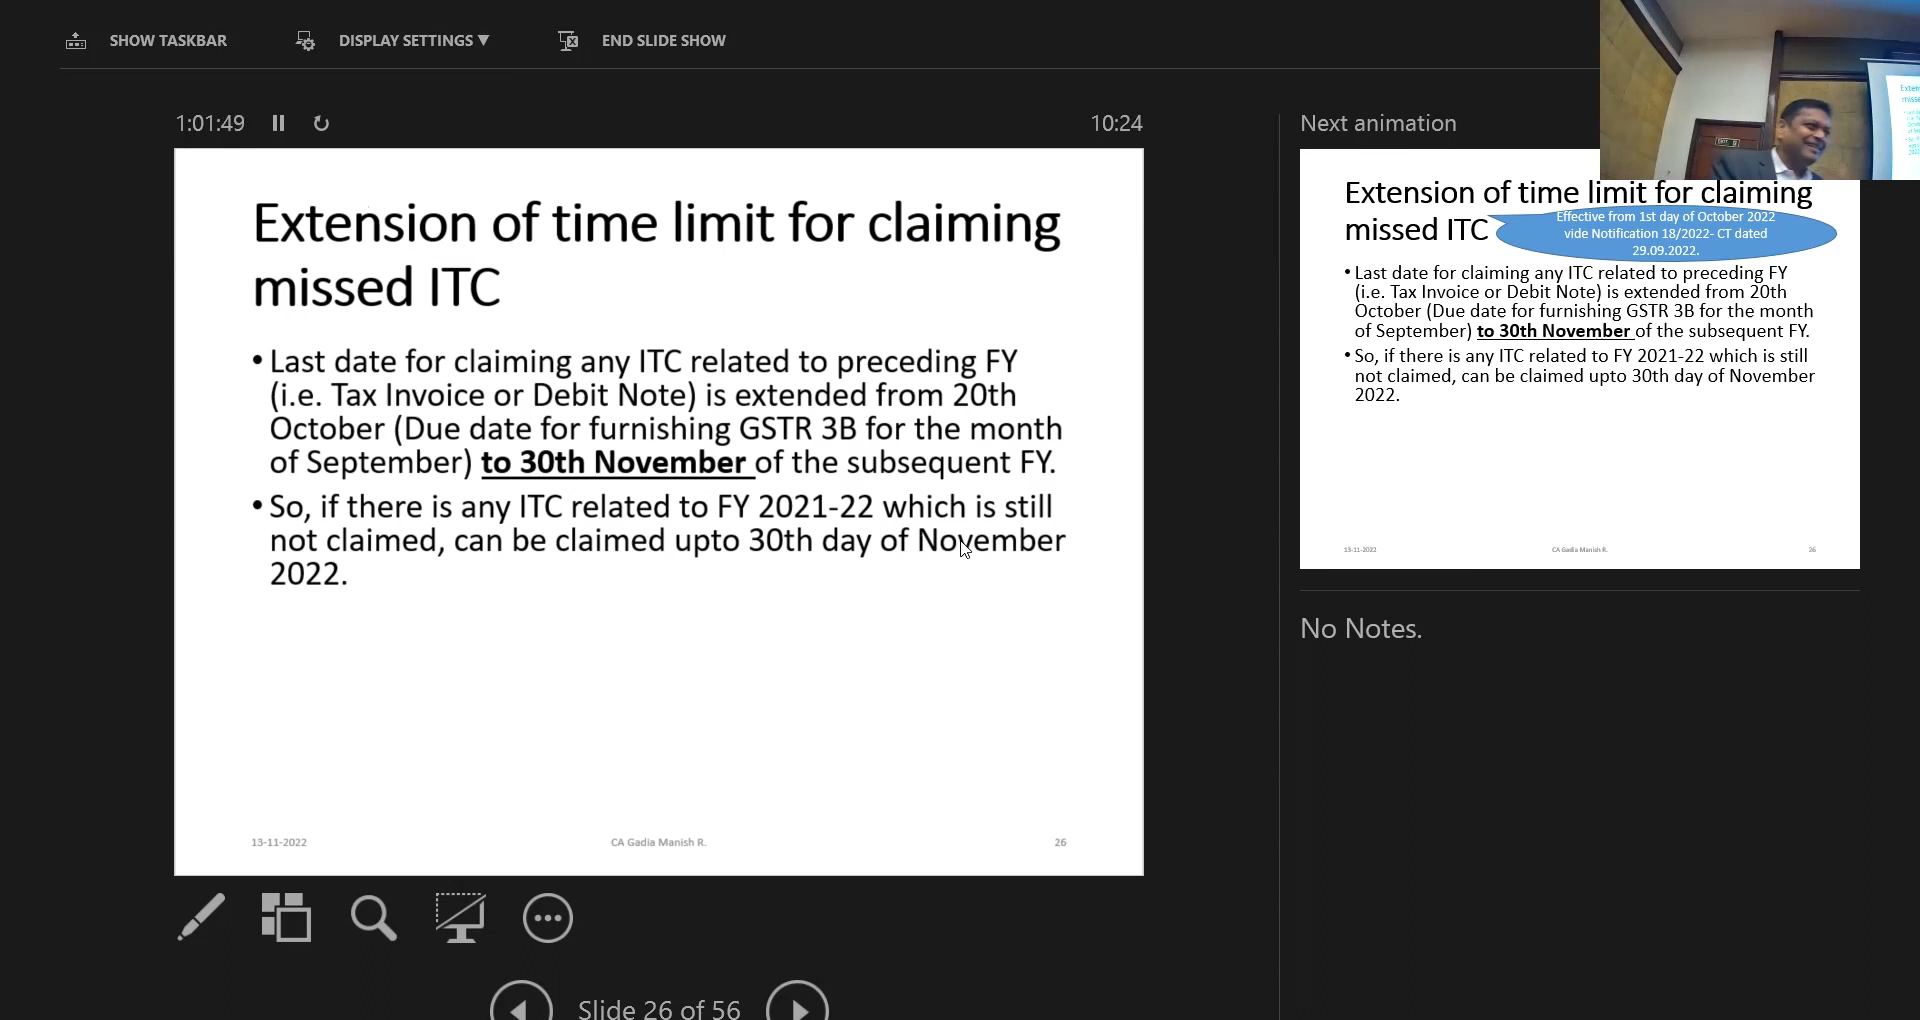 SHOW TASKBAR
DISPLAY SETTINGS ▼
END SLIDE SHOW
1:01:49
10:24
Extension of time limit for claiming
missed ITC
• Last date for claiming any ITC related to preceding FY
(i.e. Tax Invoice or Debit Note) is extended from 20th
October (Due date for furnishing GSTR 3B for the month
of September) to 30th November of the subsequent FY.
• So, if there is any ITC related to FY 2021-22 which is still
not claimed, can be claimed upto 30th day of November
2022.
13-11-2022
CA Gadia Manish R.
26
Slide 26 of 56
Next animation
Extension of time limit for claiming
missed ITC
Effective from 1st day of October 2022
vide Notification 18/2022- CT dated
29.09.2022.
• Last date for claiming any ITC related to preceding FY
(i.e. Tax Invoice or Debit Note) is extended from 20th
October (Due date for furnishing GSTR 3B for the month
of September) to 30th November of the subsequent FY.
• So, if there is any ITC related to FY 2021-22 which is still
not claimed, can be claimed upto 30th day of November
2022.
13-11-2022
CA Gadia Manish R.
26
No Notes.
EXIT